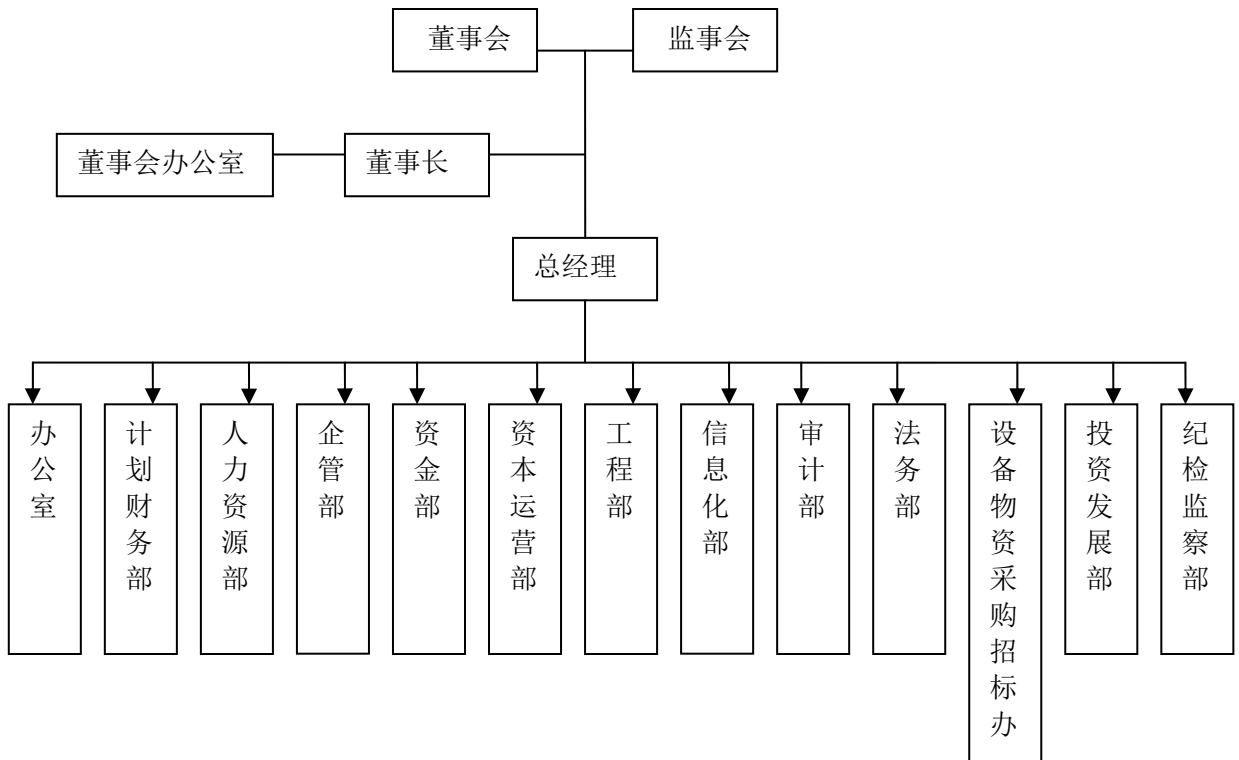 董事会
监事会
董事会办公室
董事长
总经理
办公室
计划财务部
人力资源部
企管部
资金部
资本运营部
工程部
信息化部
审计部
法务部
设备物资采购招标办
投资发展部
纪检监察部